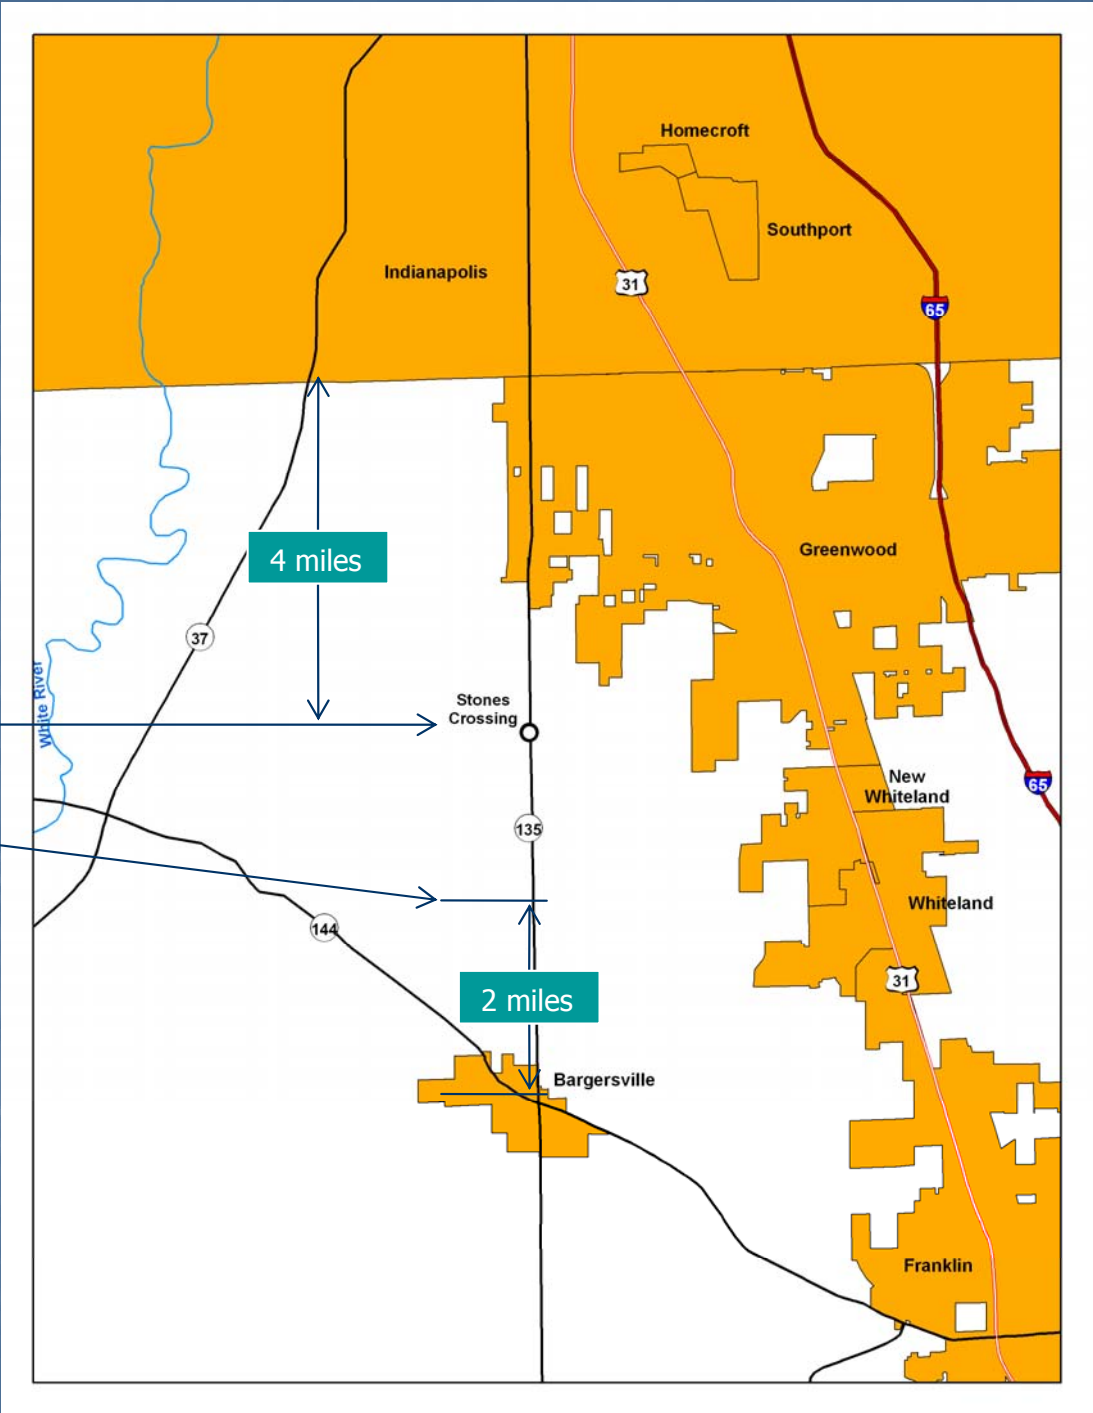 Homecroft
Southport
Indianapolis
31
65
4 miles
Greenwood
37
White River
Stones
Crossing
New
Whiteland
65
135
Whiteland
144
31
2 miles
Bargersville
Franklin